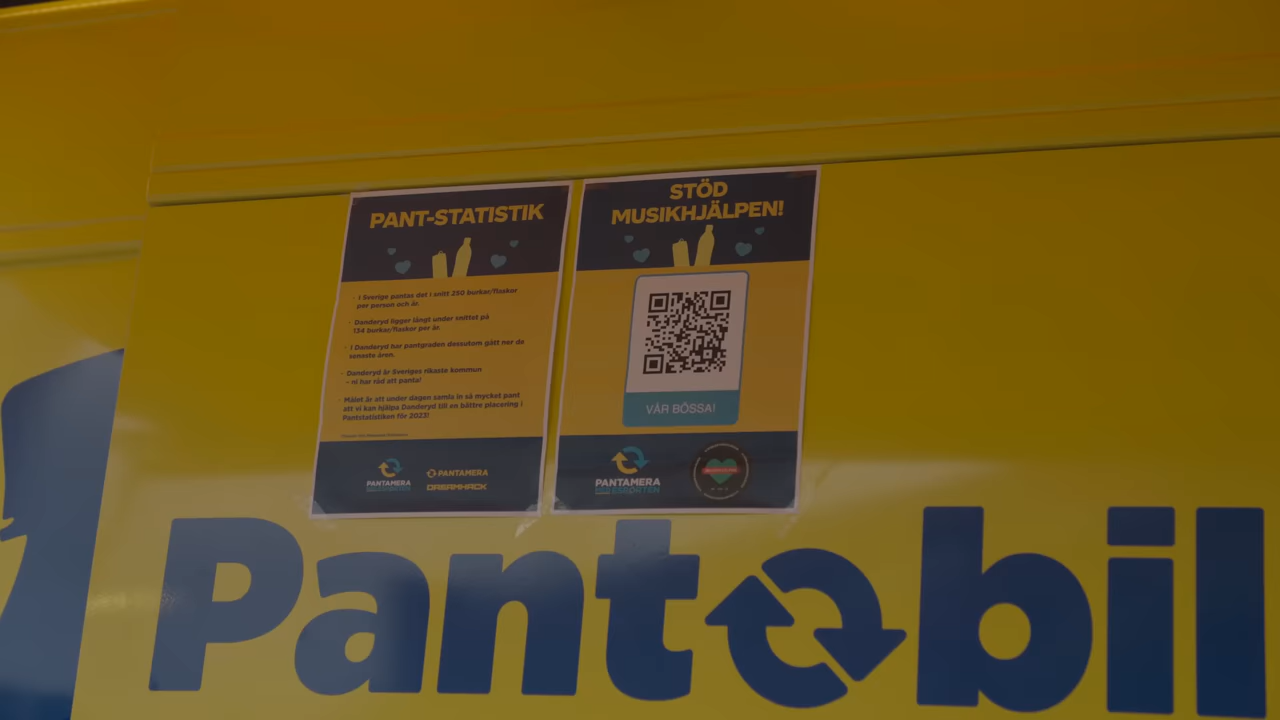 PANT-STATISTIK
· I Sverige pantas det i snitt 250 burkar/flaskor
per person och år.
· Danderyd ligger långt under snittet på
134 burkar/flaskor per år.
· I Danderyd har pantgraden dessutom gått ner de
senaste åren.
· Danderyd är Sveriges rikaste kommun
- ni har råd att panta!
· Målet är att under dagen samla in så mycket pant
att vi kan hjälpa Danderyd till en bättre placering i
Pantstatistiken för 2023!
PANTAMERA
PANTAMERA
DREAMHACK
STÖD
MUSIKHJÄLPEN!
VÅR BÖSSA!
PANTAMERA
Pantobil